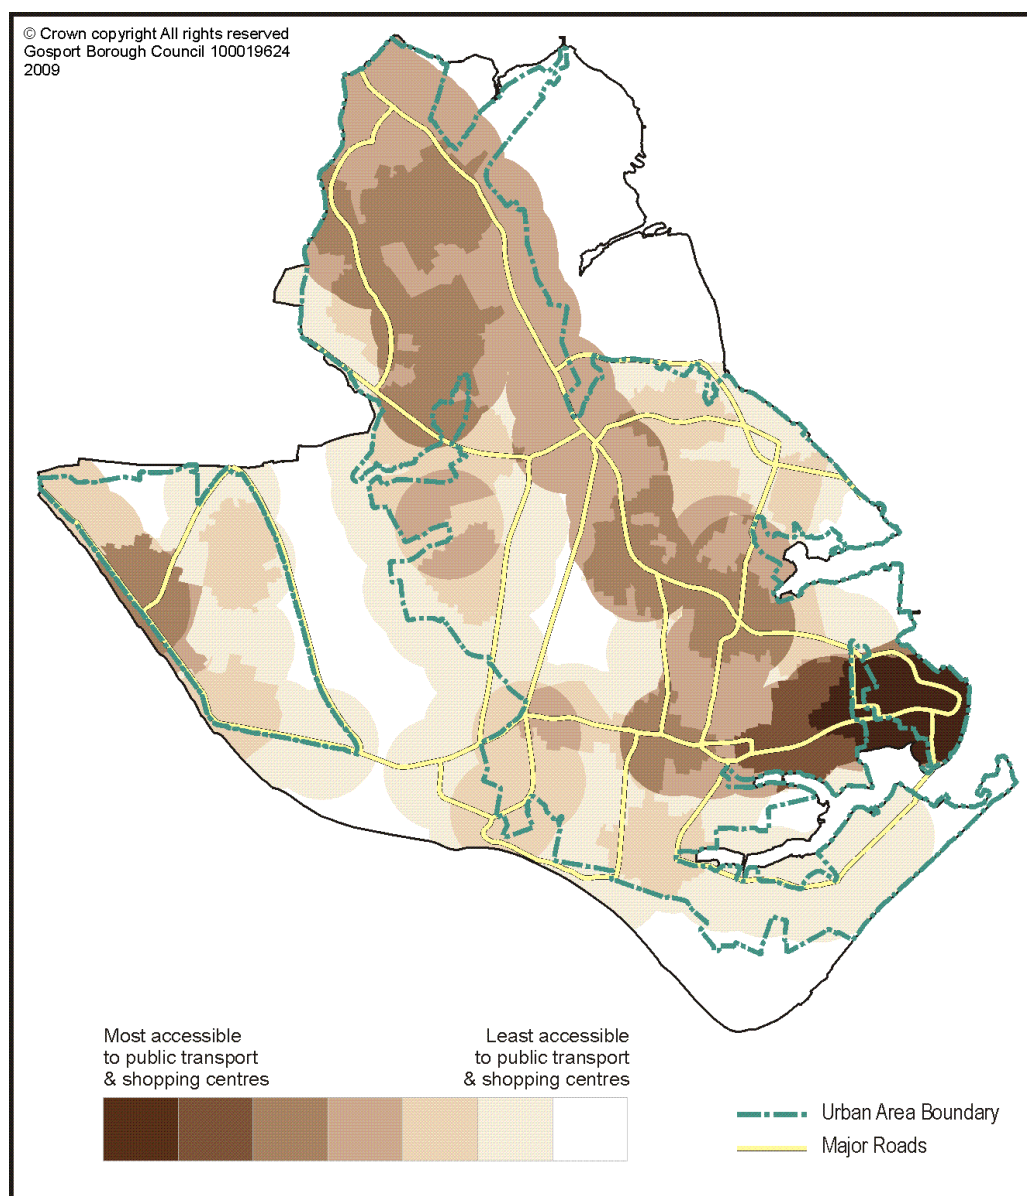 © Crown copyright All rights reserved
Gosport Borough Council 100019624
2009
Most accessible
to public transport
& shopping centres
Least accessible
to public transport
& shopping centres
Urban Area Boundary
Major Roads